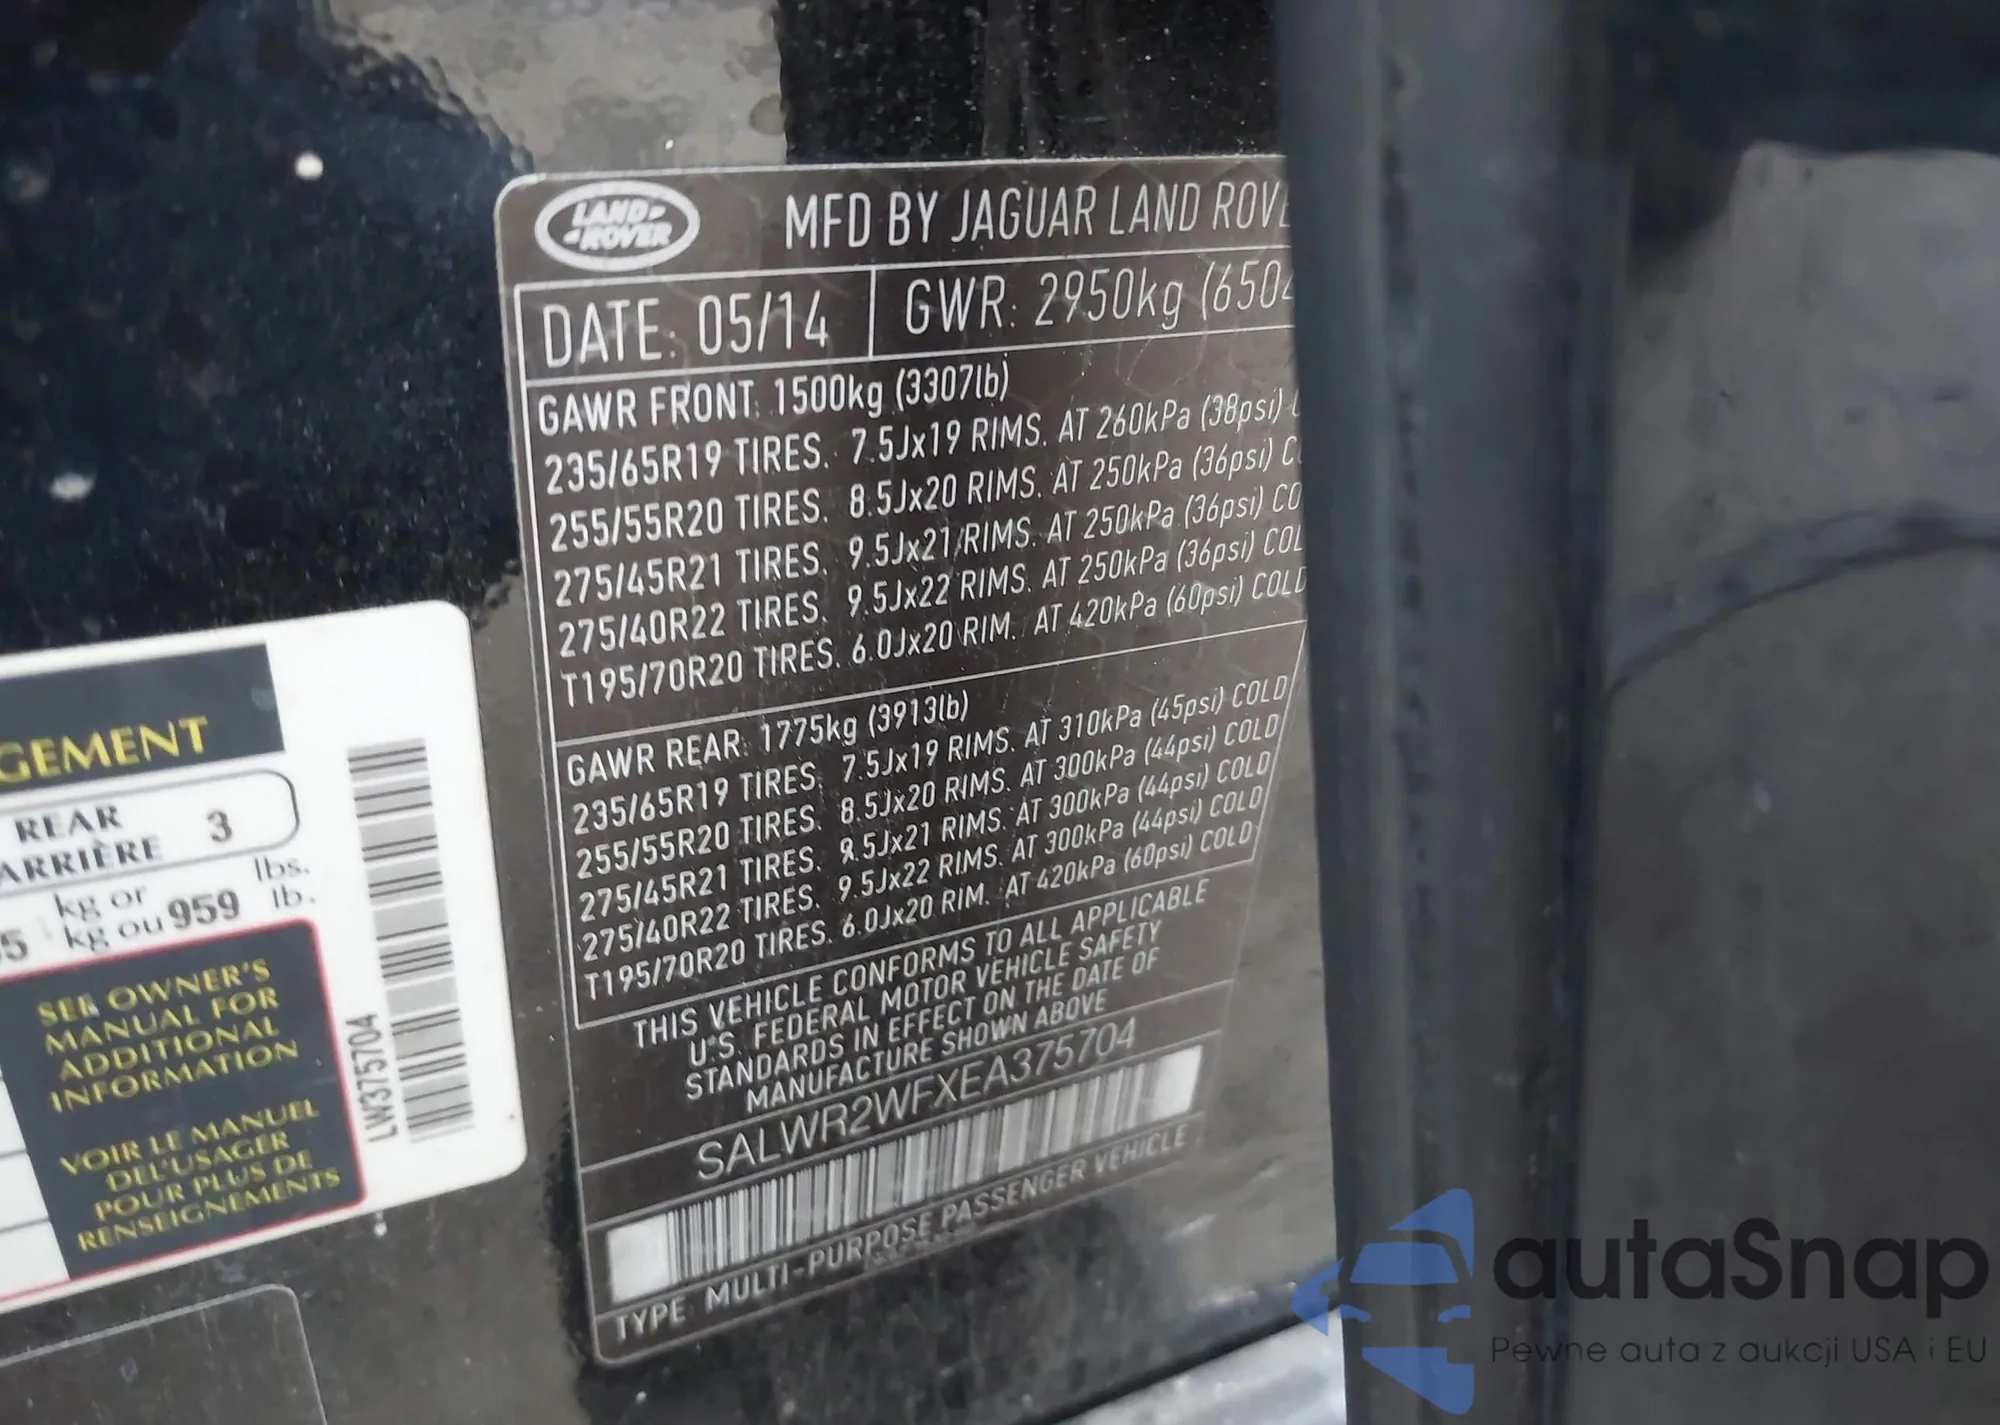 LAND-
-ROVER
MFD BY JAGUAR LAND ROVE
DATE: 05/14
GWR: 2950kg (650
GAWR FRONT: 1500kg (3307lb)
235/65R19 TIRES. 7.5Jx19 RIMS. AT 260kPa (38psi) C
255/55R20 TIRES. 8.5Jx20 RIMS. AT 250kPa (36psi) C
275/45R21 TIRES. 9.5Jx21 RIMS. AT 250kPa (36psi) CO
275/40R22 TIRES. 9.5Jx22 RIMS. AT 250kPa (36psi) COL
T195/70R20 TIRES. 6.0Jx20 RIM. AT 420kPa (60psi) COLD
GAWR REAR: 1775kg (3913lb)
235/65R19 TIRES. 7.5Jx19 RIMS. AT 310kPa (45psi) COLD
255/55R20 TIRES. 8.5Jx20 RIMS. AT 300kPa (44psi) COLD
275/45R21 TIRES. 9.5Jx21 RIMS. AT 300kPa (44psi) COLD
275/40R22 TIRES. 9.5Jx22 RIMS. AT 300kPa (44psi) COLD
T195/70R20 TIRES. 6.0Jx20 RIM. AT 420kPa (60psi) COLD
THIS VEHICLE CONFORMS TO ALL APPLICABLE
U.S. FEDERAL MOTOR VEHICLE SAFETY
STANDARDS IN EFFECT ON THE DATE OF
MANUFACTURE SHOWN ABOVE
SALWR2WFXEA375704
TYPE: MULTI-PURPOSE PASSENGER VEHICLE
GEMENT
REAR 3
ARRIÈRE
kg or lbs.
5 kg ou 959 lb.
SEE OWNER'S
MANUAL FOR
ADDITIONAL
INFORMATION
VOIR LE MANUEL
DEL'USAGER
POUR PLUS DE
RENSEIGNEMENTS
LW375704
autaSnap
Pewne auta z aukcji USA i EU